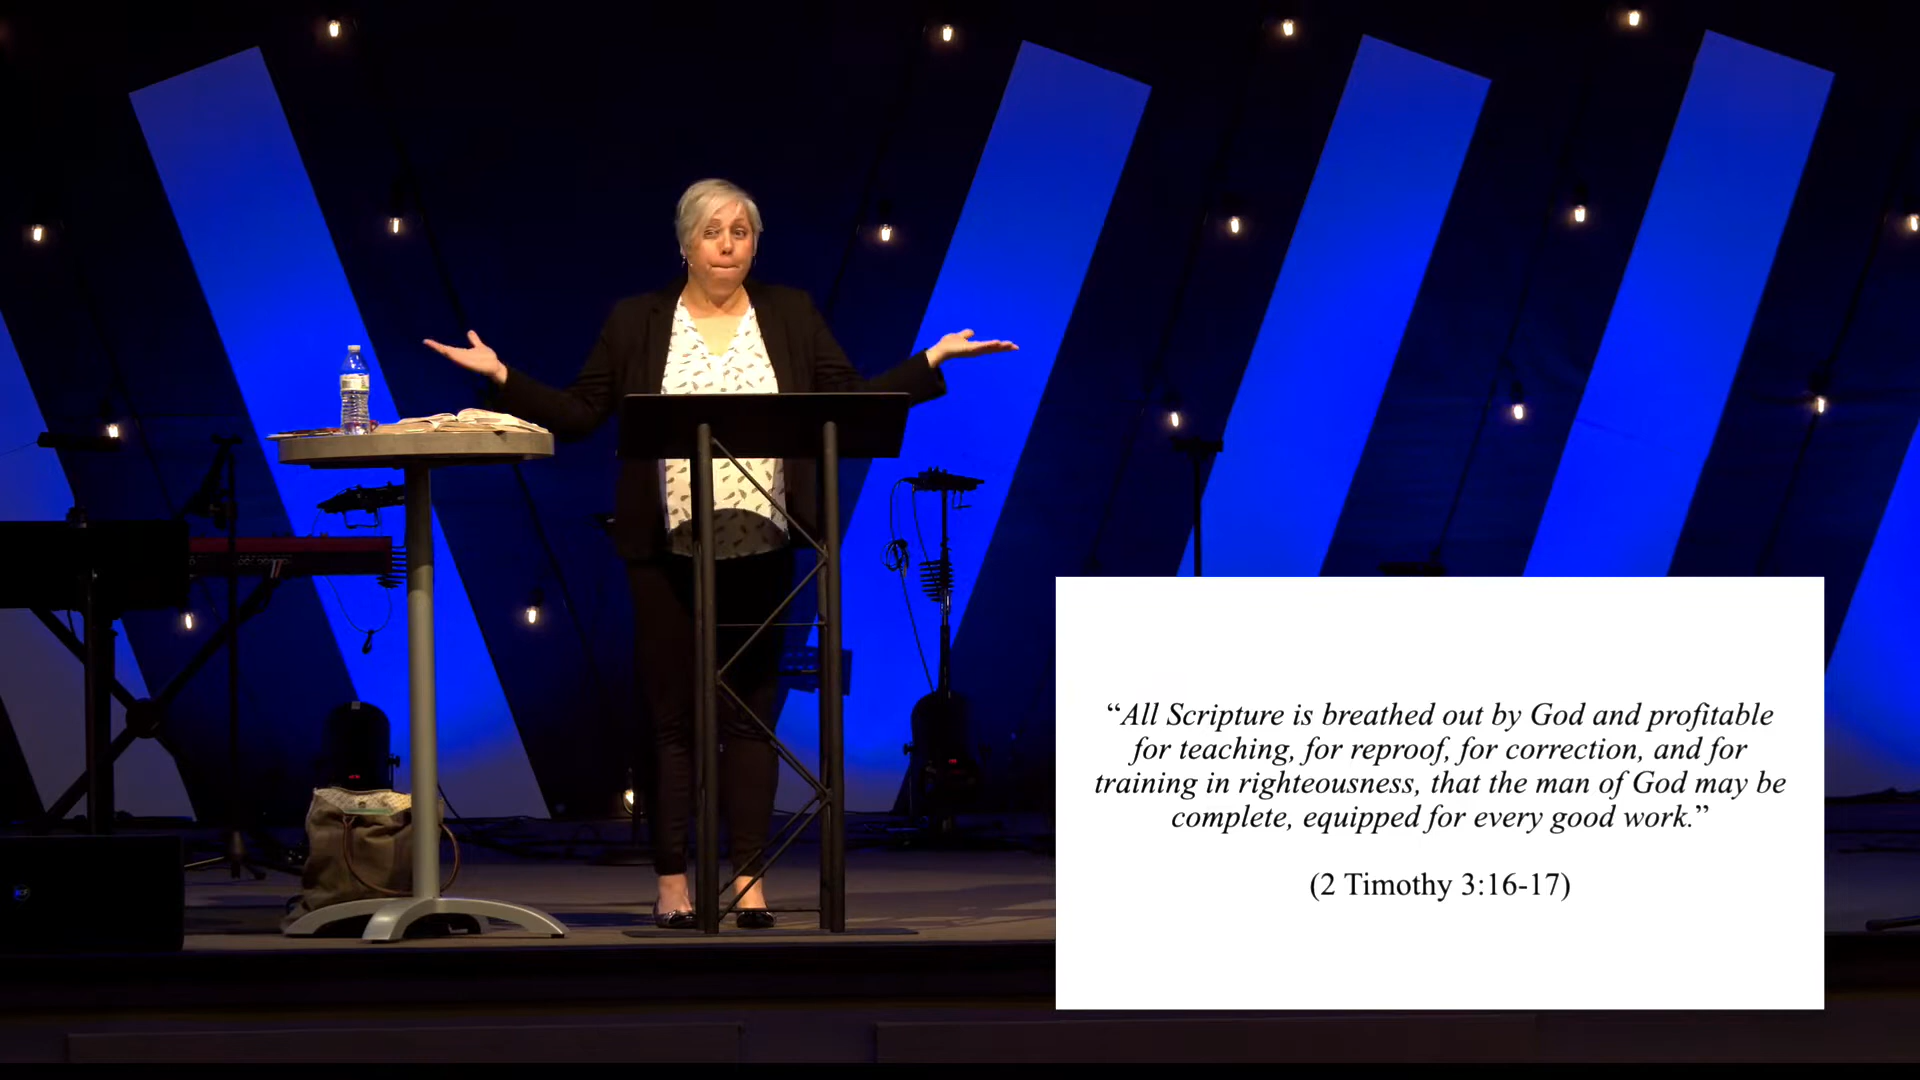 “All Scripture is breathed out by God and profitable
for teaching, for reproof, for correction, and for
training in righteousness, that the man of God may be
complete, equipped for every good work.”
(2 Timothy 3:16-17)